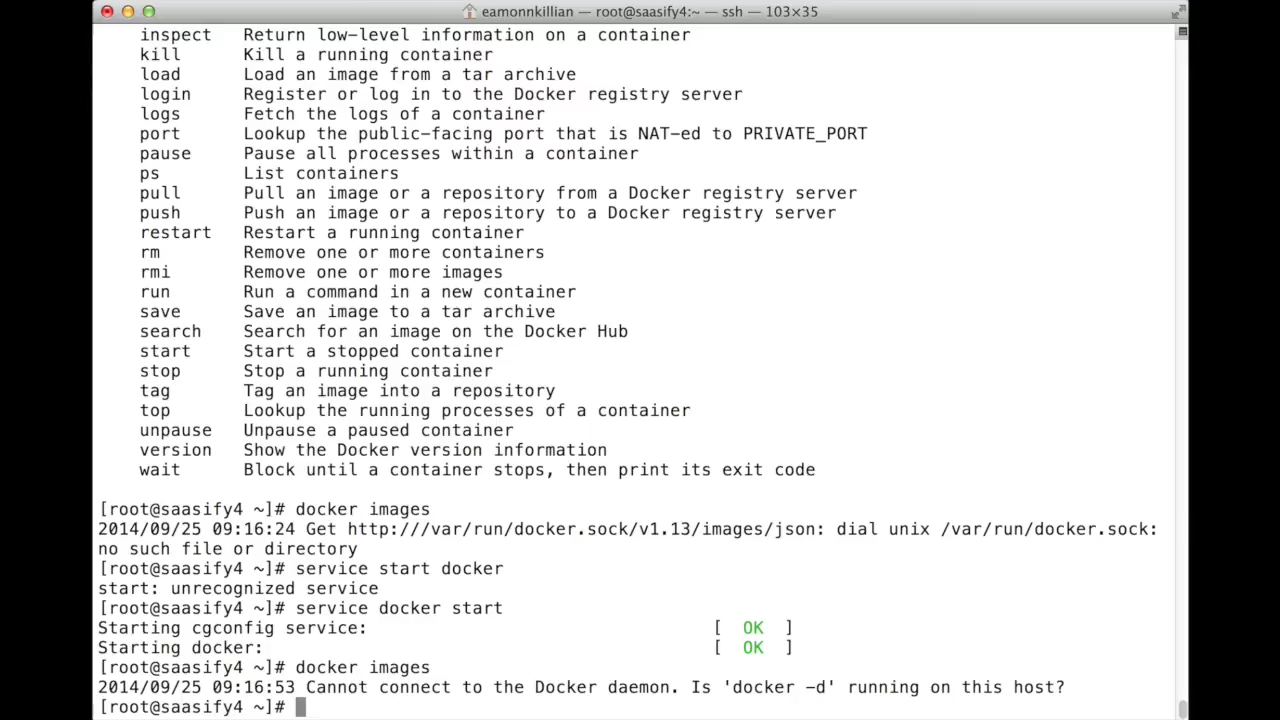 eamonnkillian — root@saasify4:~ — ssh — 103×35
inspect   Return low-level information on a container
kill      Kill a running container
load      Load an image from a tar archive
login     Register or log in to the Docker registry server
logs      Fetch the logs of a container
port      Lookup the public-facing port that is NAT-ed to PRIVATE_PORT
pause     Pause all processes within a container
ps        List containers
pull      Pull an image or a repository from a Docker registry server
push      Push an image or a repository to a Docker registry server
restart   Restart a running container
rm        Remove one or more containers
rmi       Remove one or more images
run       Run a command in a new container
save      Save an image to a tar archive
search    Search for an image on the Docker Hub
start     Start a stopped container
stop      Stop a running container
tag       Tag an image into a repository
top       Lookup the running processes of a container
unpause   Unpause a paused container
version   Show the Docker version information
wait      Block until a container stops, then print its exit code
[root@saasify4 ~]# docker images
2014/09/25 09:16:24 Get http:///var/run/docker.sock/v1.13/images/json: dial unix /var/run/docker.sock:
no such file or directory
[root@saasify4 ~]# service start docker
start: unrecognized service
[root@saasify4 ~]# service docker start
Starting cgconfig service:                                 [  OK  ]
Starting docker:                                           [  OK  ]
[root@saasify4 ~]# docker images
2014/09/25 09:16:53 Cannot connect to the Docker daemon. Is 'docker -d' running on this host?
[root@saasify4 ~]#